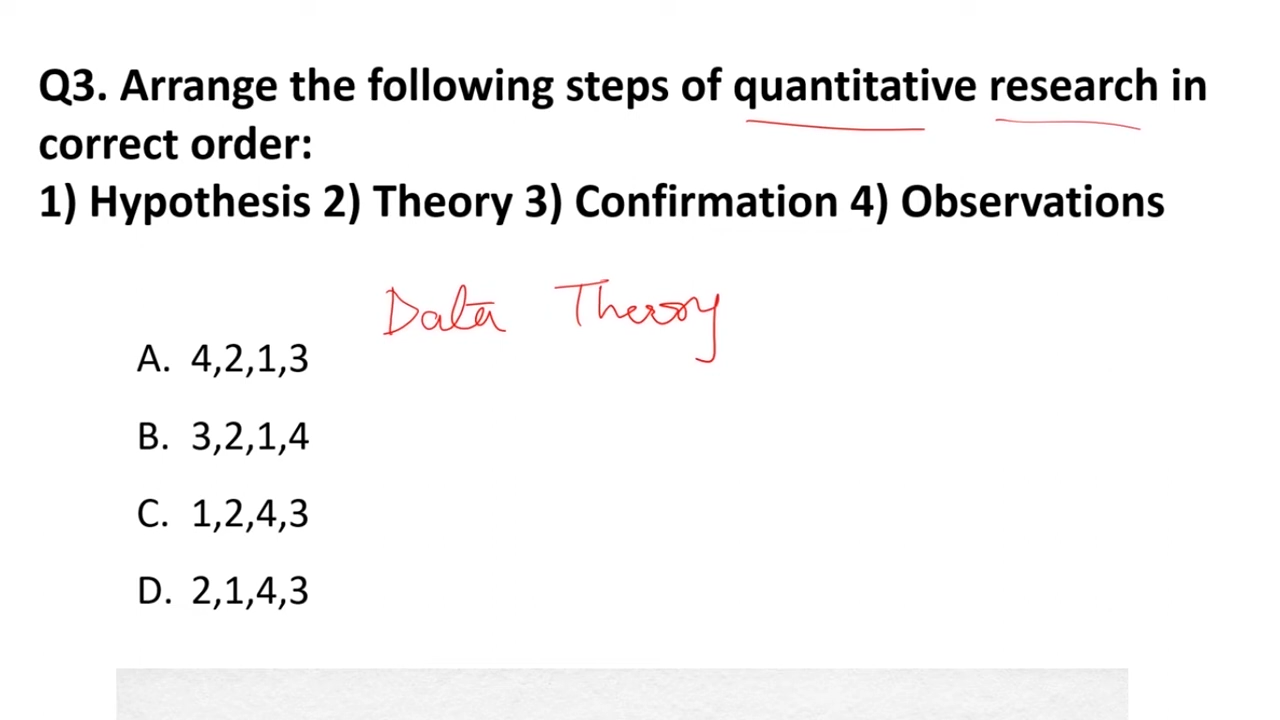 Q3. Arrange the following steps of quantitative research in
correct order:
1) Hypothesis 2) Theory 3) Confirmation 4) Observations
Data Theory
A. 4,2,1,3
B. 3,2,1,4
C. 1,2,4,3
D. 2,1,4,3